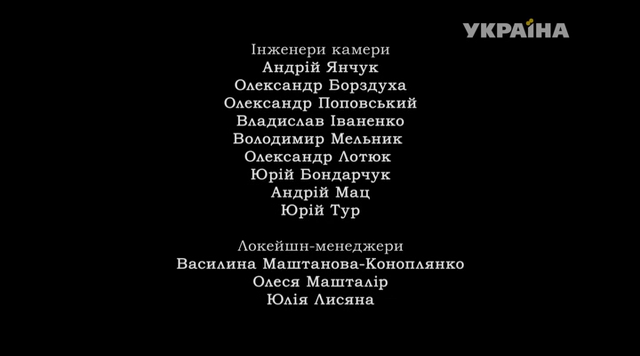 УКРАЇНА
Інженери камери
Андрій Янчук
Олександр Борздуха
Олександр Поповський
Владислав Іваненко
Володимир Мельник
Олександр Лотюк
Юрій Бондарчук
Андрій Мац
Юрій Тур
Локейшн-менеджери
Василина Маштанова-Коноплянко
Олеся Машталір
Юлія Лисяна